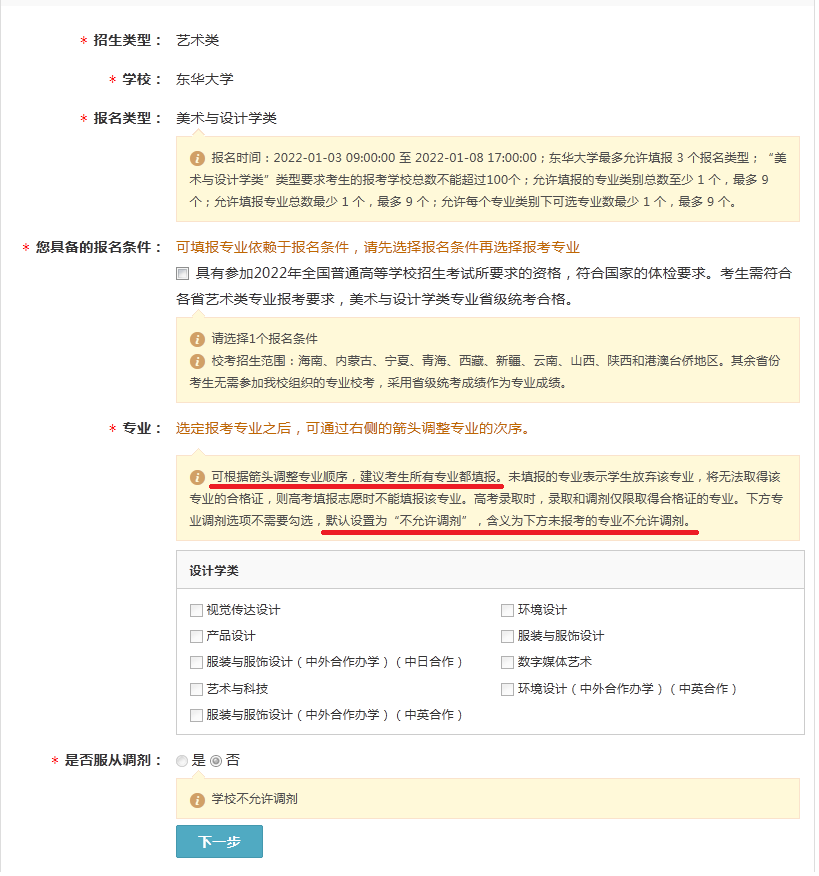 * 招生类型： 艺术类
* 学校： 东华大学
* 报名类型： 美术与设计学类
报名时间：2022-01-03 09:00:00 至 2022-01-08 17:00:00；东华大学最多允许填报 3 个报名类型；“美
术与设计学类”类型要求考生的报考学校总数不能超过100个；允许填报的专业类别总数至少 1 个，最多 9
个；允许填报专业总数最少 1 个，最多 9 个；允许每个专业类别下可选专业数最少 1 个，最多 9 个。
* 您具备的报名条件： 可填报专业依赖于报名条件，请先选择报名条件再选择报考专业
具有参加2022年全国普通高等学校招生考试所要求的资格，符合国家的体检要求。考生需符合
各省艺术类专业报考要求，美术与设计学类专业省级统考合格。
请选择1个报名条件
校考招生范围：海南、内蒙古、宁夏、青海、西藏、新疆、云南、山西、陕西和港澳台侨地区。其余省份
考生无需参加我校组织的专业校考，采用省级统考成绩作为专业成绩。
* 专业： 选定报考专业之后，可通过右侧的箭头调整专业的次序。
可根据箭头调整专业顺序，建议考生所有专业都填报。未填报的专业表示学生放弃该专业，将无法取得该
专业的合格证，则高考填报志愿时不能填报该专业。高考录取时，录取和调剂仅限取得合格证的专业。下方专
业调剂选项不需要勾选，默认设置为“不允许调剂”，含义为下方未报考的专业不允许调剂。
设计学类
视觉传达设计 环境设计
产品设计 服装与服饰设计
服装与服饰设计（中外合作办学）（中日合作） 数字媒体艺术
艺术与科技 环境设计（中外合作办学）（中英合作）
服装与服饰设计（中外合作办学）（中英合作）
* 是否服从调剂： 是 否
学校不允许调剂
下一步